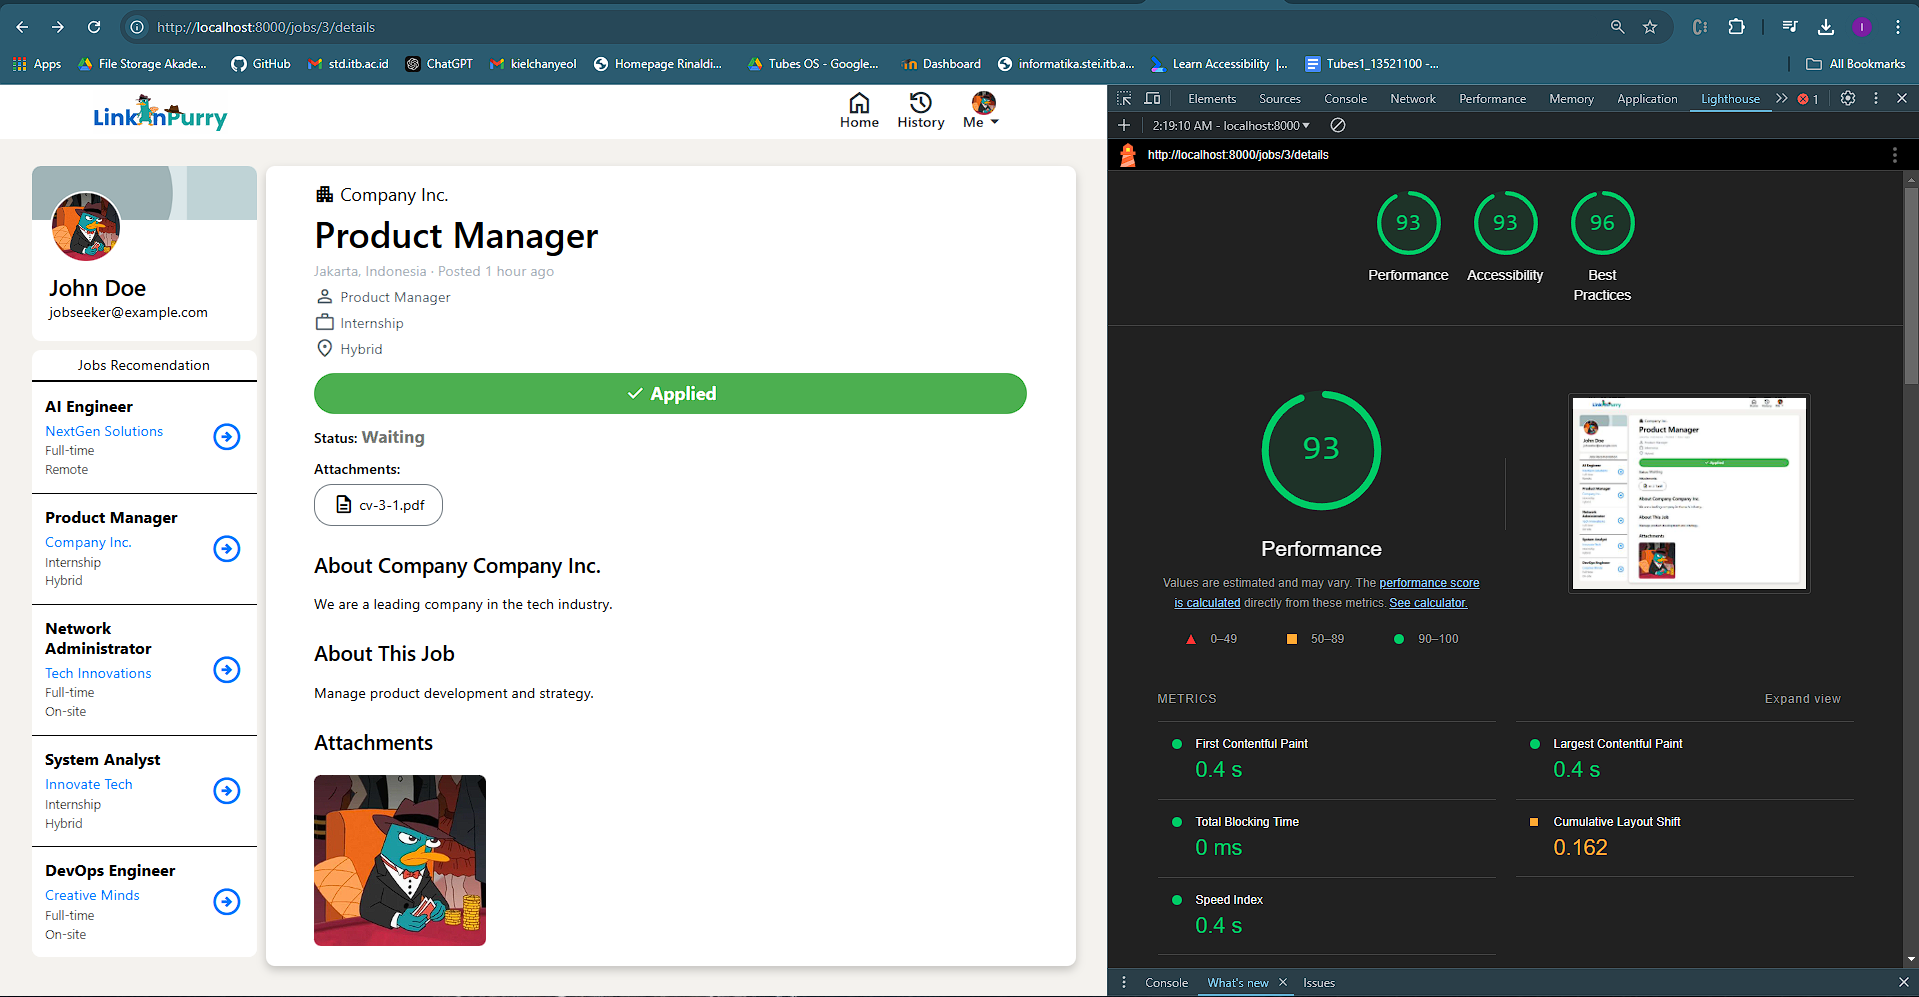 http://localhost:8000/jobs/3/details
Apps
File Storage Akade...
GitHub
std.itb.ac.id
ChatGPT
kielchanyeol
Homepage Rinaldi...
Tubes OS - Google...
Dashboard
informatika.stei.itb.a...
Learn Accessibility |...
Tubes1_13521100 -...
All Bookmarks
LinkInPurry
Home
History
Me
John Doe
jobseeker@example.com
Jobs Recomendation
AI Engineer
NextGen Solutions
Full-time
Remote
Product Manager
Company Inc.
Internship
Hybrid
Network
Administrator
Tech Innovations
Full-time
On-site
System Analyst
Innovate Tech
Internship
Hybrid
DevOps Engineer
Creative Minds
Full-time
On-site
Company Inc.
Product Manager
Jakarta, Indonesia · Posted 1 hour ago
Product Manager
Internship
Hybrid
Applied
Status: Waiting
Attachments:
cv-3-1.pdf
About Company Company Inc.
We are a leading company in the tech industry.
About This Job
Manage product development and strategy.
Attachments
Elements
Sources
Console
Network
Performance
Memory
Application
Lighthouse
1
2:19:10 AM - localhost:8000
http://localhost:8000/jobs/3/details
93
Performance
93
Accessibility
96
Best
Practices
93
Performance
Values are estimated and may vary. The performance score
is calculated directly from these metrics. See calculator.
0–49
50–89
90–100
METRICS
Expand view
First Contentful Paint
0.4 s
Largest Contentful Paint
0.4 s
Total Blocking Time
0 ms
Cumulative Layout Shift
0.162
Speed Index
0.4 s
Console
What's new
Issues